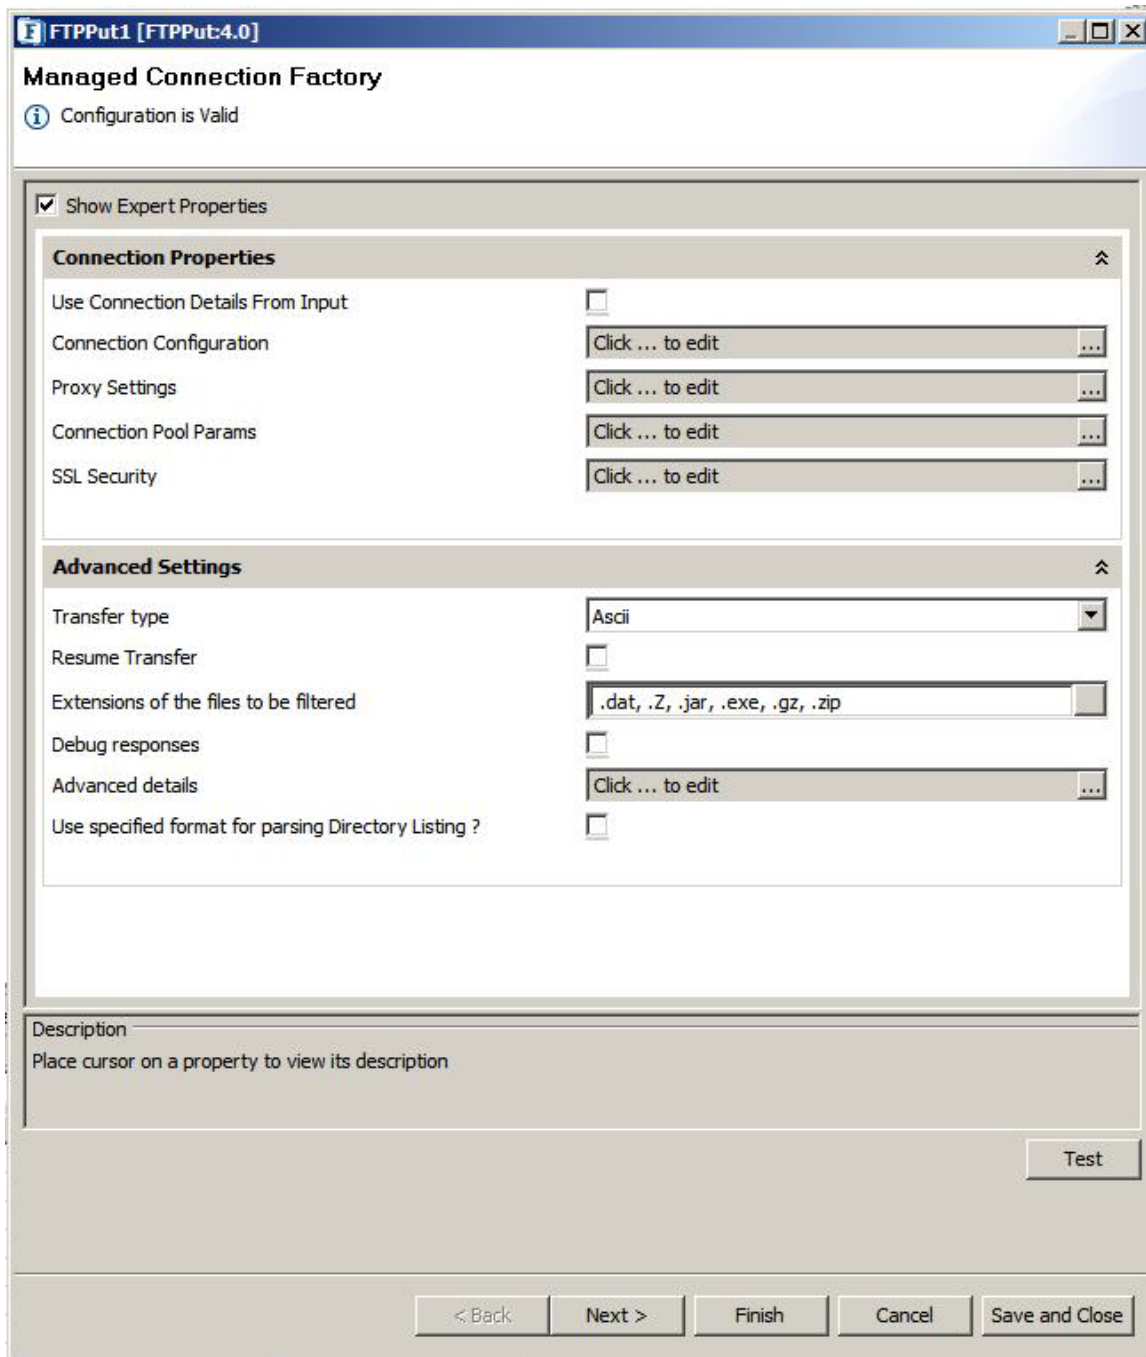 FTPPut1 [FTPPut:4.0]
Managed Connection Factory
Configuration is Valid
Show Expert Properties
Connection Properties
Use Connection Details From Input
Connection Configuration Click ... to edit ...
Proxy Settings Click ... to edit ...
Connection Pool Params Click ... to edit ...
SSL Security Click ... to edit ...
Advanced Settings
Transfer type Ascii
Resume Transfer
Extensions of the files to be filtered .dat, .Z, .jar, .exe, .gz, .zip
Debug responses
Advanced details Click ... to edit ...
Use specified format for parsing Directory Listing ?
Description
Place cursor on a property to view its description
Test
< Back Next > Finish Cancel Save and Close